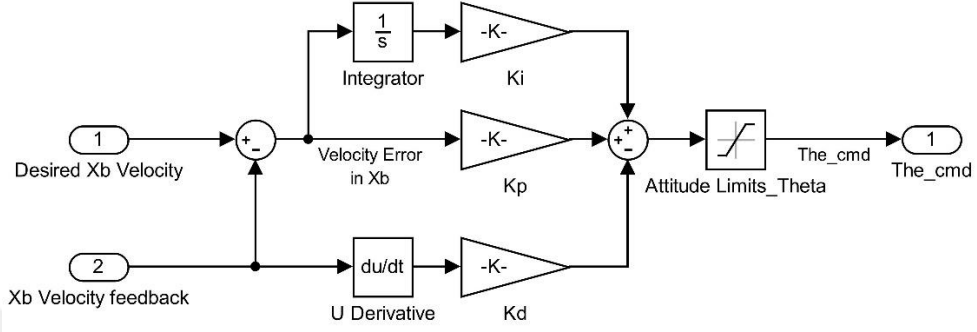 1
s
Integrator
-K-
Ki
1
Desired Xb Velocity
+
-
Velocity Error
in Xb
-K-
Kp
+
+
-
Attitude Limits_Theta
The_cmd
1
The_cmd
2
Xb Velocity feedback
du/dt
U Derivative
-K-
Kd